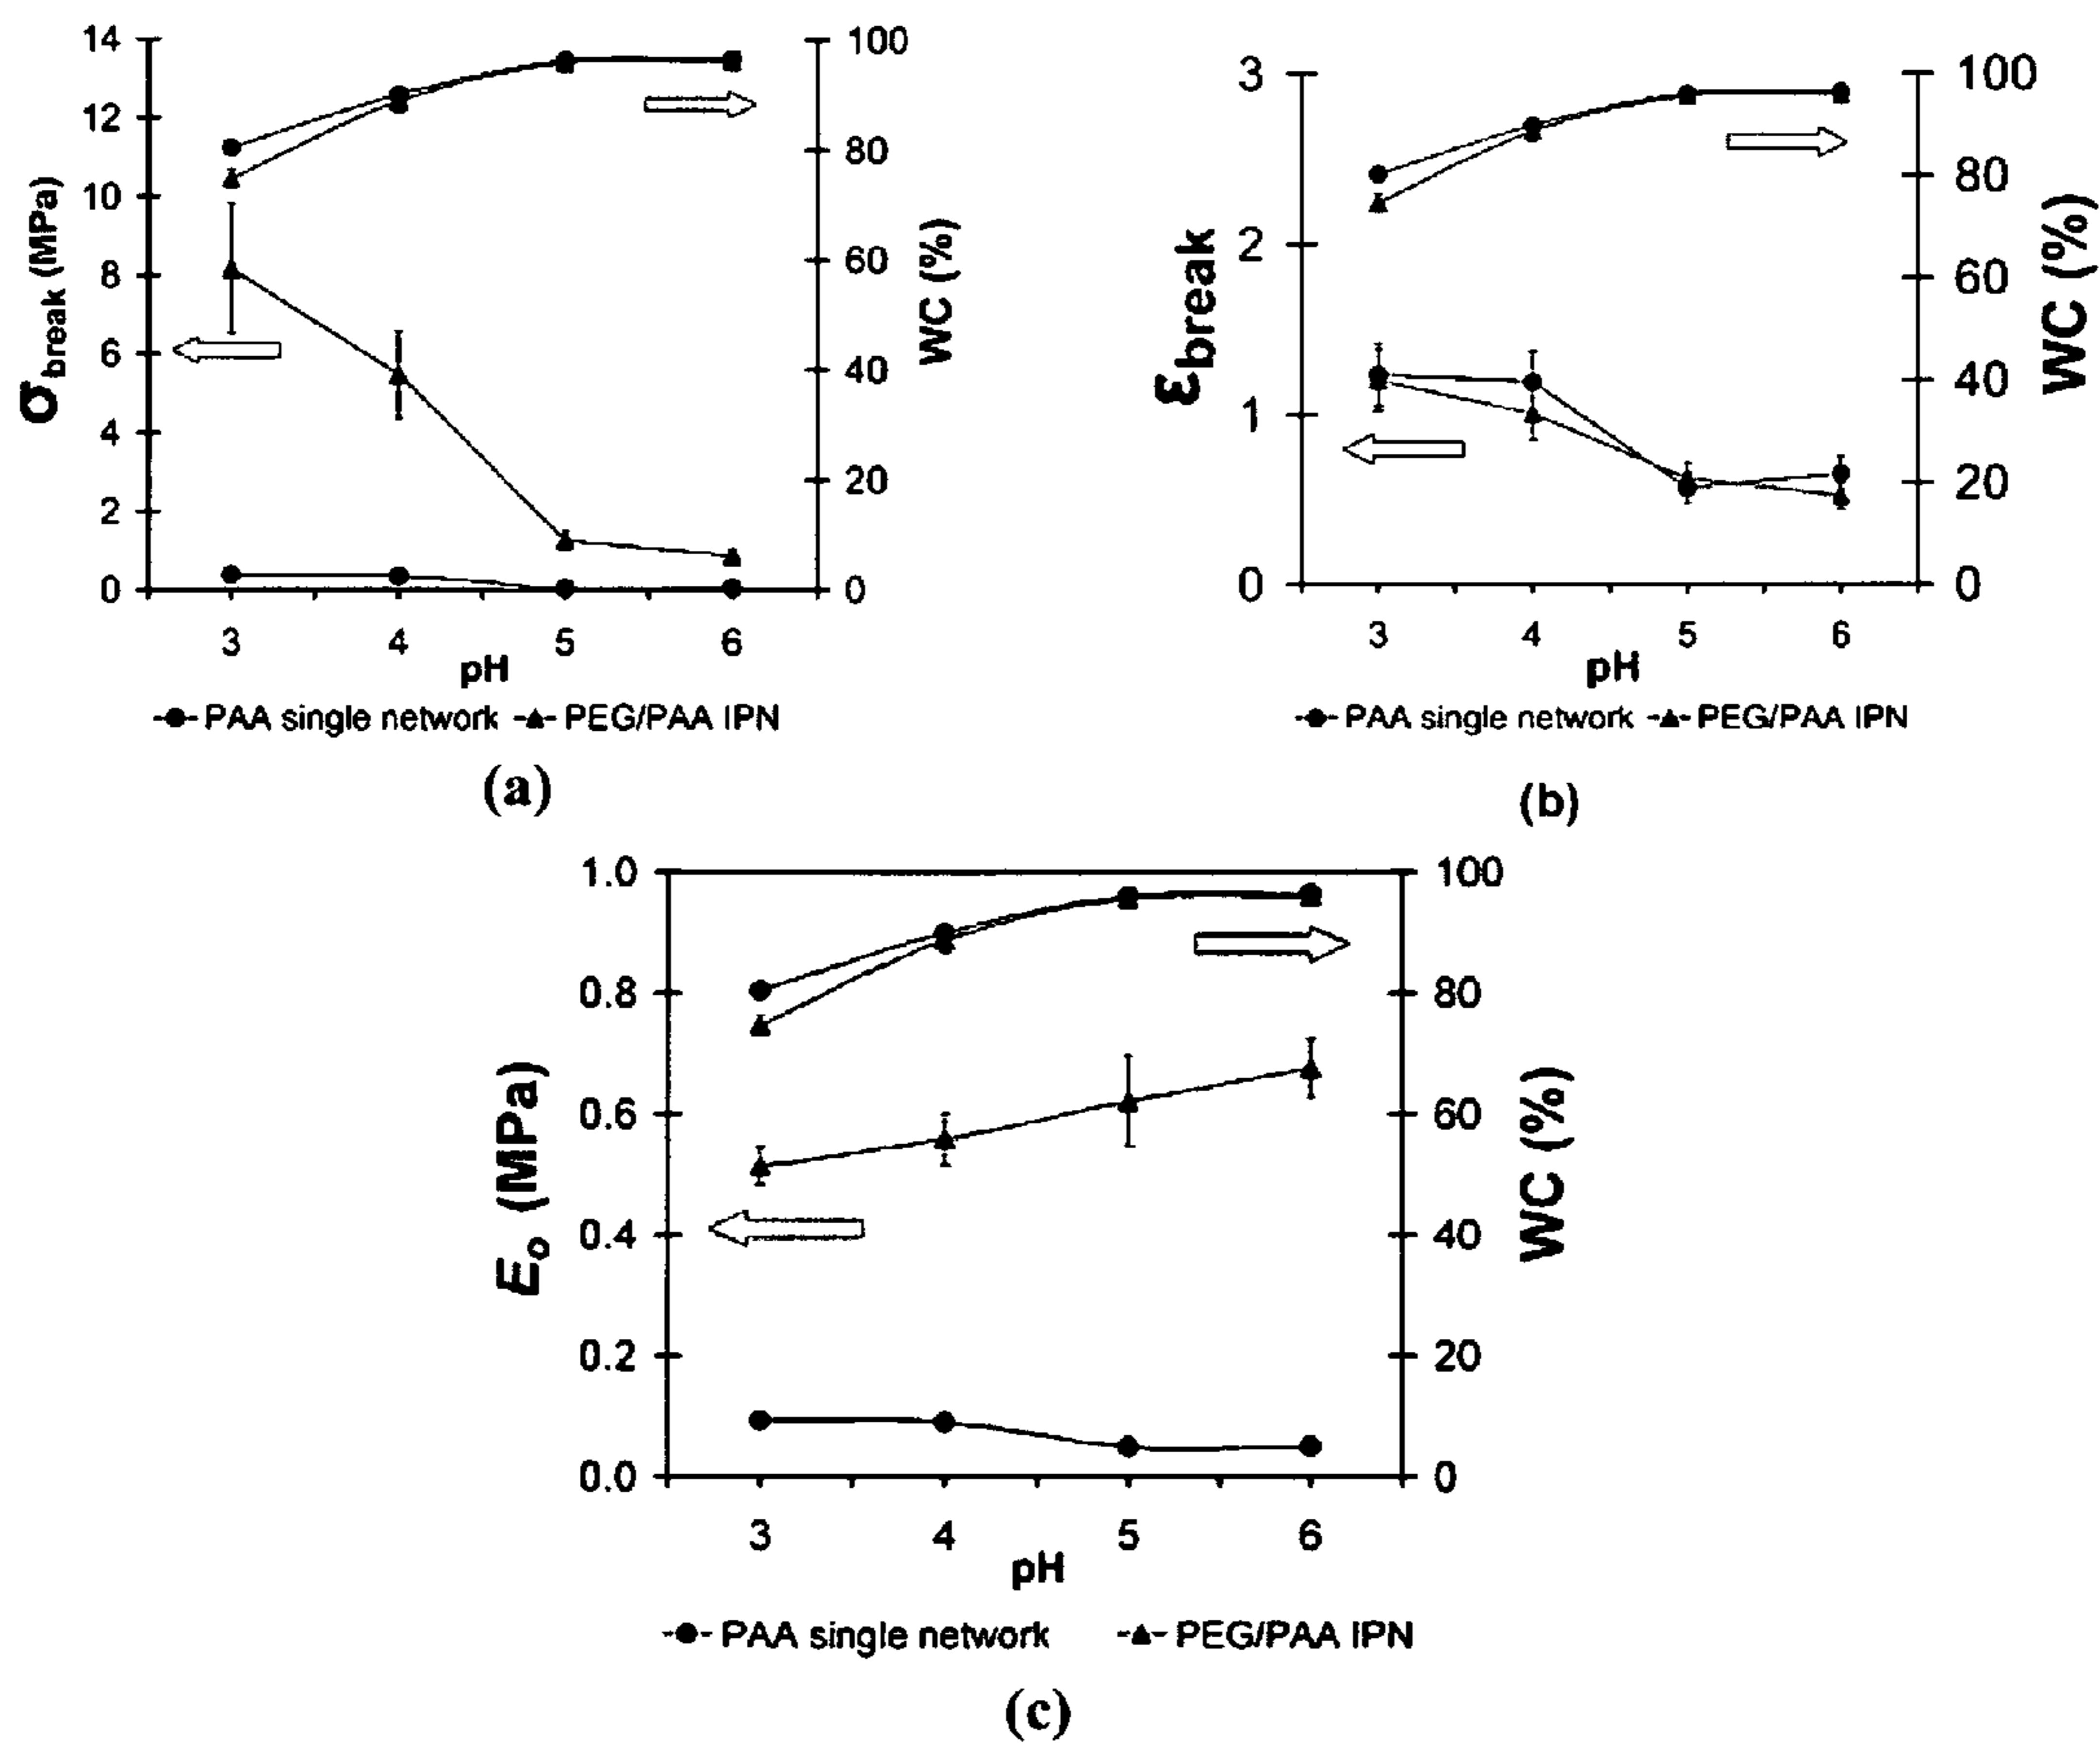 14
12
10
8
6
4
2
0
σbreak (MPa)
100
80
60
40
20
0
WC (%)
3 4 5 6
pH
PAA single network PEG/PAA IPN
(a)
3
2
1
0
εbreak
100
80
60
40
20
0
WC (%)
3 4 5 6
pH
PAA single network PEG/PAA IPN
(b)
1.0
0.8
0.6
0.4
0.2
0.0
Eo (MPa)
100
80
60
40
20
0
WC (%)
3 4 5 6
pH
PAA single network PEG/PAA IPN
(c)